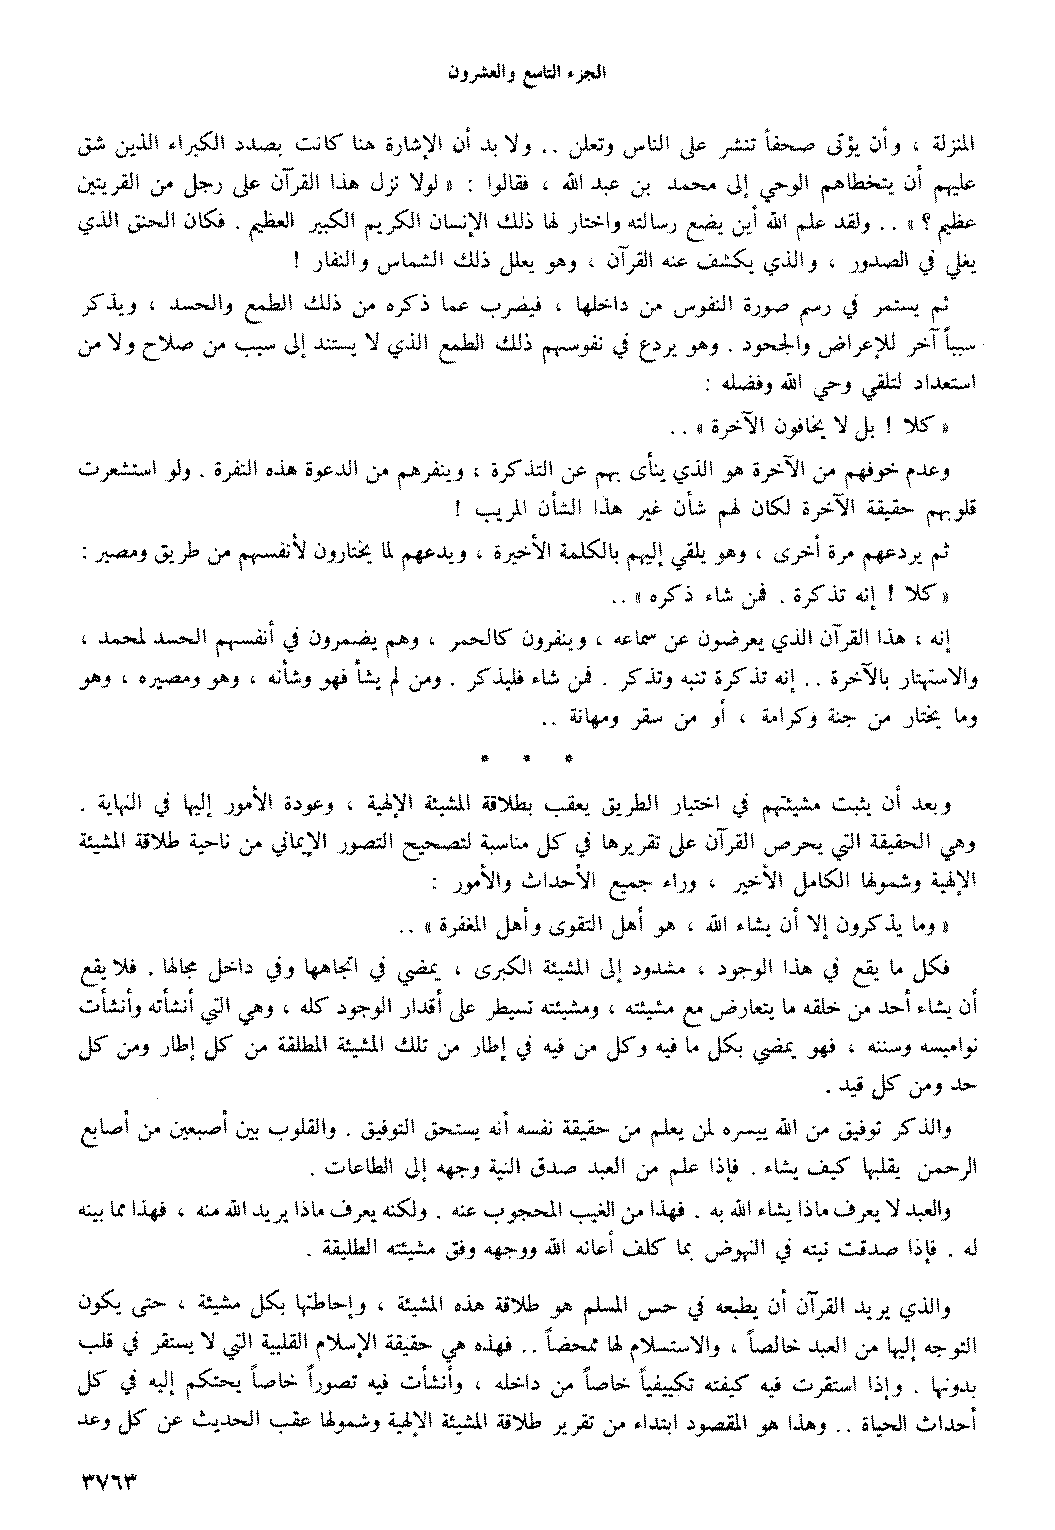 الجزء التاسع والعشرون
المنزلة ، وأن يؤتى صحفاً تنشر على الناس وتعلن .. ولا بد أن الإشارة هنا كانت بصدد الكبراء الذين شق
عليهم أن يتخطاهم الوحي إلى محمد بن عبد الله ، فقالوا : « لولا نزل هذا القرآن على رجل من القريتين
عظيم ؟ » .. ولقد علم الله أين يضع رسالته واختار لها ذلك الإنسان الكريم الكبير العظيم . فكان الحنق الذي
يغلي في الصدور ، والذي يكشف عنه القرآن ، وهو يعلل ذلك الشماس والنفار !
ثم يستمر في رسم صورة النفوس من داخلها ، فيضرب عما ذكره من ذلك الطمع والحسد ، ويذكر
سبباً آخر للإعراض والجحود . وهو يردع في نفوسهم ذلك الطمع الذي لا يستند إلى سبب من صلاح ولا من
استعداد لتلقي وحي الله وفضله :
« كلا ! بل لا يخافون الآخرة » ..
وعدم خوفهم من الآخرة هو الذي ينأى بهم عن التذكرة ، وينفرهم من الدعوة هذه النفرة . ولو استشعرت
قلوبهم حقيقة الآخرة لكان لهم شأن غير هذا الشأن المريب !
ثم يردعهم مرة أخرى ، وهو يلقي إليهم بالكلمة الأخيرة ، ويدعهم لما يختارون لأنفسهم من طريق ومصير :
« كلا ! إنه تذكرة . فمن شاء ذكره » ..
إنه ، هذا القرآن الذي يعرضون عن سماعه ، وينفرون كالحمر ، وهم يضمرون في أنفسهم الحسد لمحمد ،
والاستهتار بالآخرة .. إنه تذكرة تنبه وتذكر . فمن شاء فليذكر . ومن لم يشأ فهو وشأنه ، وهو ومصيره ، وهو
وما يختار من جنة وكرامة ، أو من سقر ومهانة ..
* * *
وبعد أن يثبت مشيئتهم في اختيار الطريق يعقب بطلاقة المشيئة الإلهية ، وعودة الأمور إليها في النهاية .
وهي الحقيقة التي يحرص القرآن على تقريرها في كل مناسبة لتصحيح التصور الإيماني من ناحية طلاقة المشيئة
الإلهية وشمولها الكامل الأخير ، وراء جميع الأحداث والأمور :
« وما يذكرون إلا أن يشاء الله ، هو أهل التقوى وأهل المغفرة » ..
فكل ما يقع في هذا الوجود ، مشدود إلى المشيئة الكبرى ، يمضي في اتجاهها وفي داخل مجالها . فلا يقع
أن يشاء أحد من خلقه ما يتعارض مع مشيئته ، ومشيئته تسيطر على أقدار الوجود كله ، وهي التي أنشأته وأنشأت
نواميسه وسننه ، فهو يمضي بكل ما فيه وكل من فيه في إطار من تلك المشيئة المطلقة من كل إطار ومن كل
حد ومن كل قيد .
والذكر توفيق من الله ييسره لمن يعلم من حقيقة نفسه أنه يستحق التوفيق . والقلوب بين أصبعين من أصابع
الرحمن يقلبها كيف يشاء . فإذا علم من العبد صدق النية وجهه إلى الطاعات .
والعبد لا يعرف ماذا يشاء الله به . فهذا من الغيب المحجوب عنه . ولكنه يعرف ماذا يريد الله منه ، فهذا مما بينه
له . فإذا صدقت نيته في النهوض بما كلف أعانه الله ووجهه وفق مشيئته الطليقة .
والذي يريد القرآن أن يطبعه في حس المسلم هو طلاقة هذه المشيئة ، وإحاطتها بكل مشيئة ، حتى يكون
التوجه إليها من العبد خالصاً ، والاستسلام لها ممحضاً .. فهذه هي حقيقة الإسلام القلبية التي لا يستقر في قلب
بدونها . وإذا استقرت فيه كيفته تكييفياً خاصاً من داخله ، وأنشأت فيه تصوراً خاصاً يحتكم إليه في كل
أحداث الحياة .. وهذا هو المقصود ابتداء من تقرير طلاقة المشيئة الإلهية وشمولها عقب الحديث عن كل وعد
٣٧٦٣